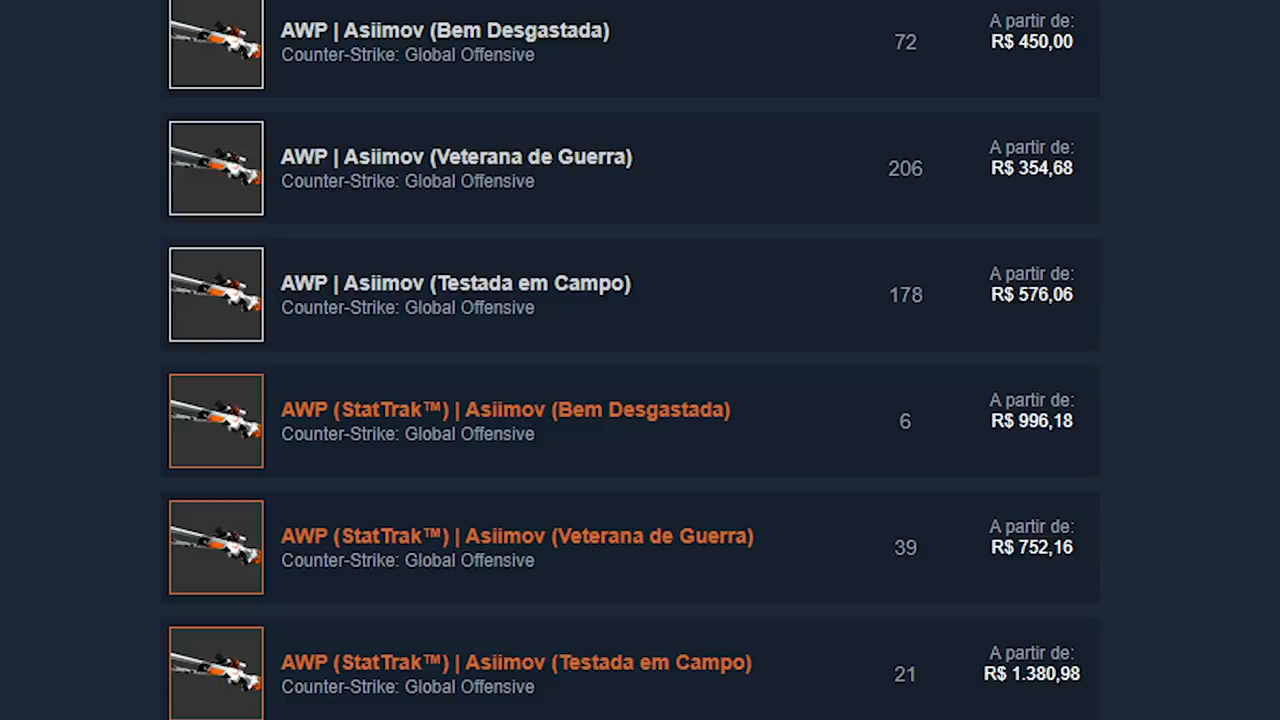 AWP | Asiimov (Bem Desgastada)
Counter-Strike: Global Offensive
72
A partir de:
R$ 450,00
AWP | Asiimov (Veterana de Guerra)
Counter-Strike: Global Offensive
206
A partir de:
R$ 354,68
AWP | Asiimov (Testada em Campo)
Counter-Strike: Global Offensive
178
A partir de:
R$ 576,06
AWP (StatTrak™) | Asiimov (Bem Desgastada)
Counter-Strike: Global Offensive
6
A partir de:
R$ 996,18
AWP (StatTrak™) | Asiimov (Veterana de Guerra)
Counter-Strike: Global Offensive
39
A partir de:
R$ 752,16
AWP (StatTrak™) | Asiimov (Testada em Campo)
Counter-Strike: Global Offensive
21
A partir de:
R$ 1.380,98